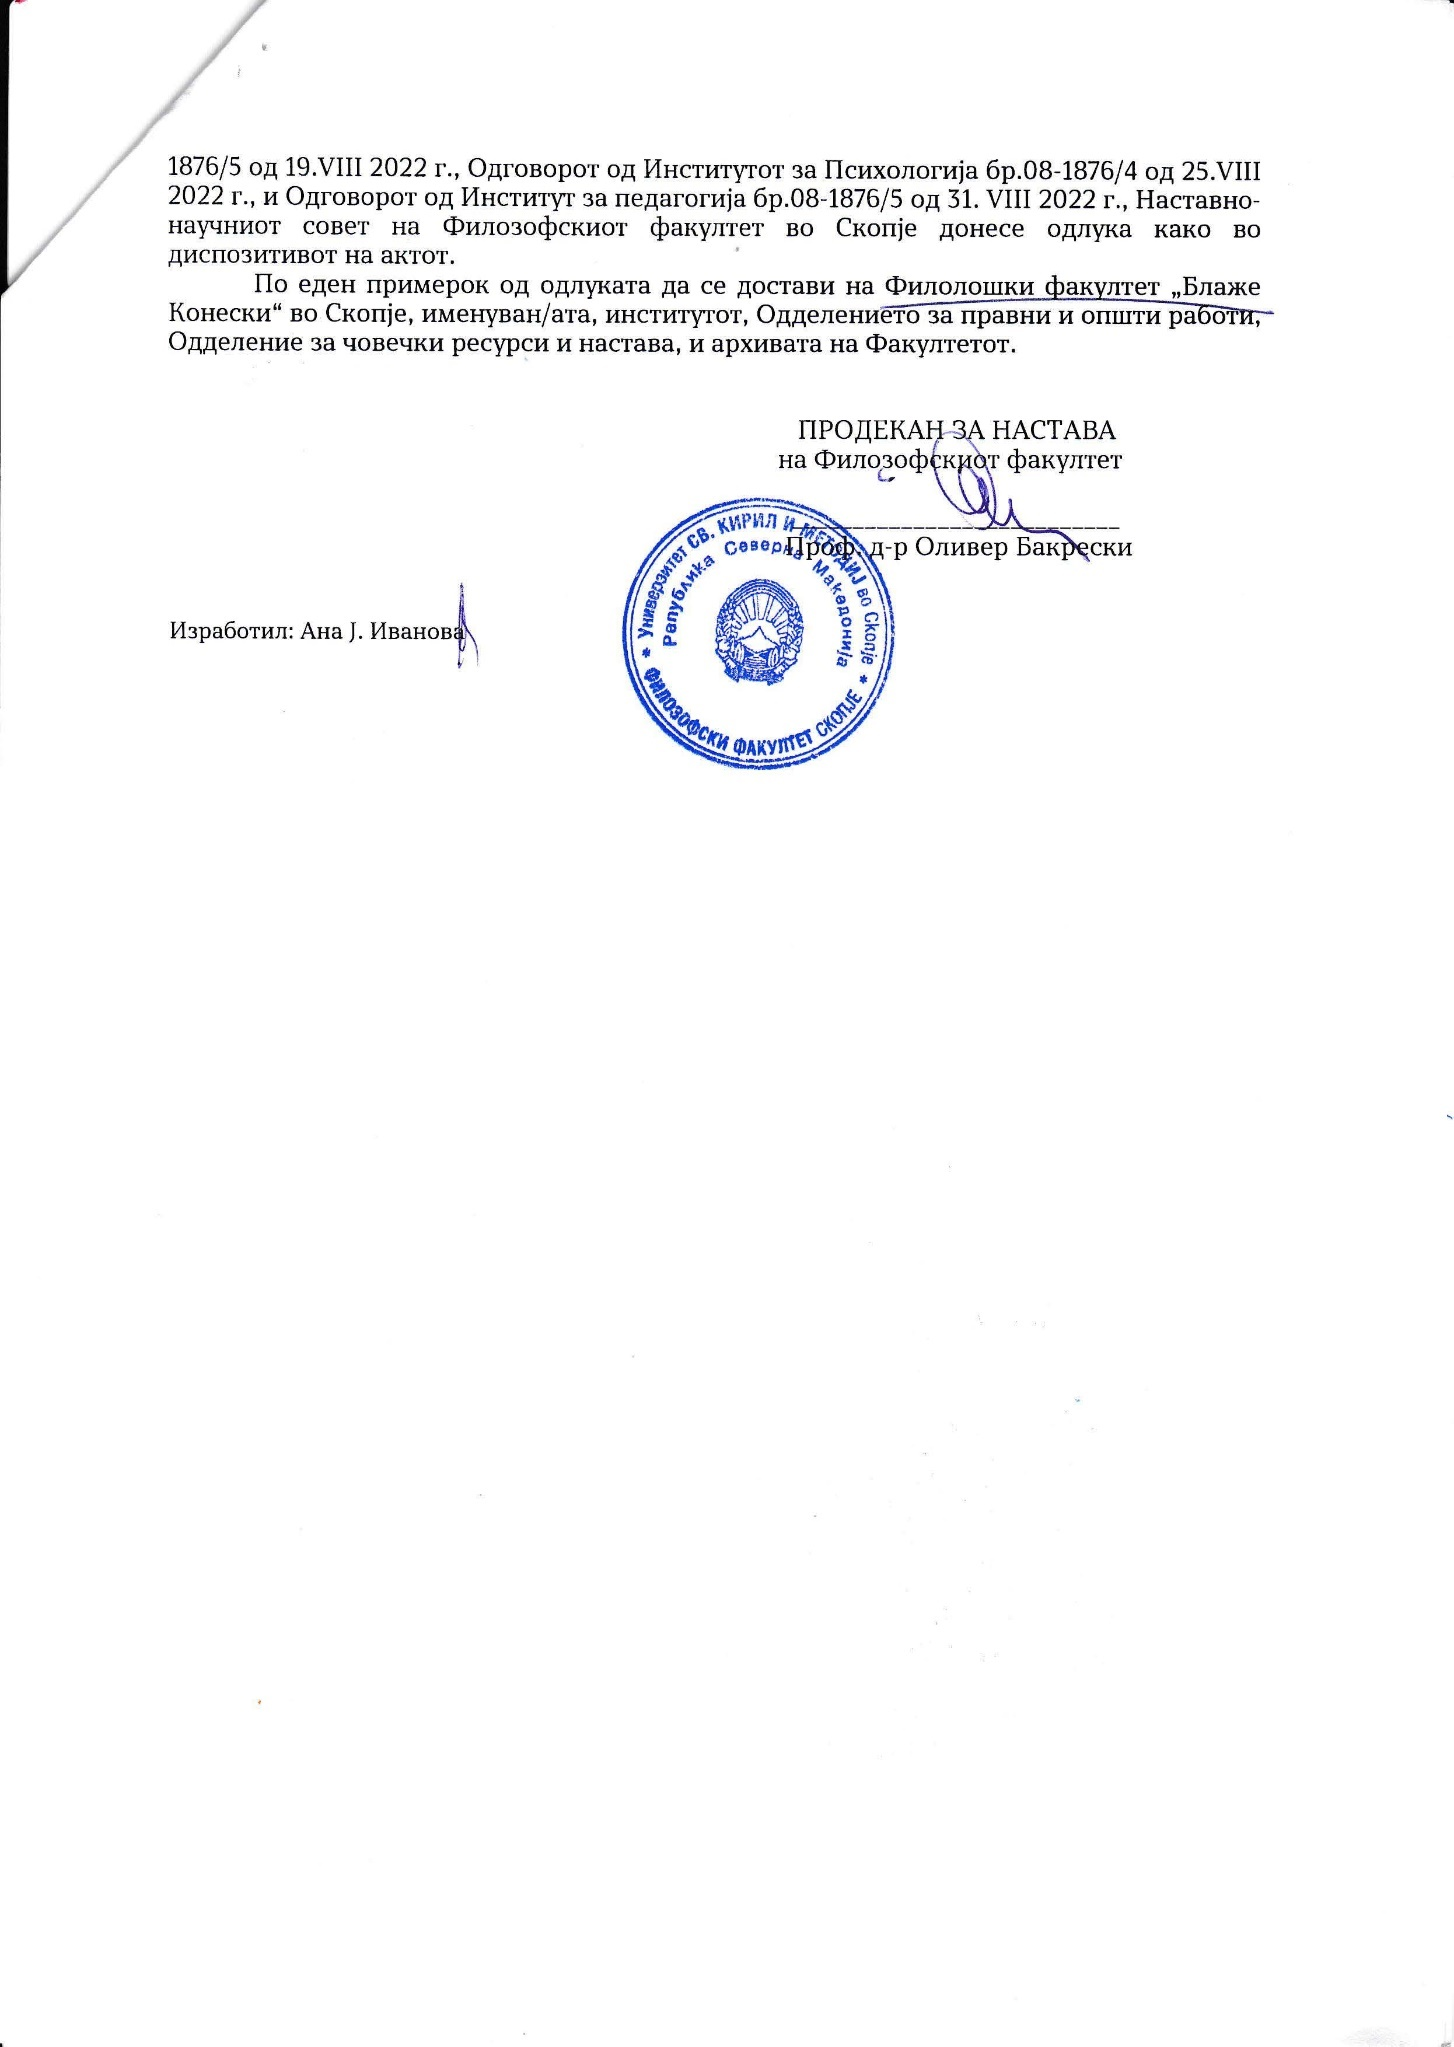 1876/5 од 19.VIII 2022 г., Одговорот од Институтот за Психологија бр.08-1876/4 од 25.VIII
2022 г., и Одговорот од Институт за педагогија бр.08-1876/5 од 31. VIII 2022 г., Наставно-
научниот совет на Филозофскиот факултет во Скопје донесе одлука како во
диспозитивот на актот.
По еден примерок од одлуката да се достави на Филолошки факултет „Блаже
Конески“ во Скопје, именуван/ата, институтот, Одделението за правни и општи работи,
Одделение за човечки ресурси и настава, и архивата на Факултетот.
ПРОДЕКАН ЗА НАСТАВА
на Филозофскиот факултет
Проф. д-р Оливер Бакрески
Универзитет СВ. КИРИЛ И МЕТОДИЈ во Скопје
Република Северна Македонија
ФИЛОЗОФСКИ ФАКУЛТЕТ СКОПЈЕ
Изработил: Ана Ј. Иванова